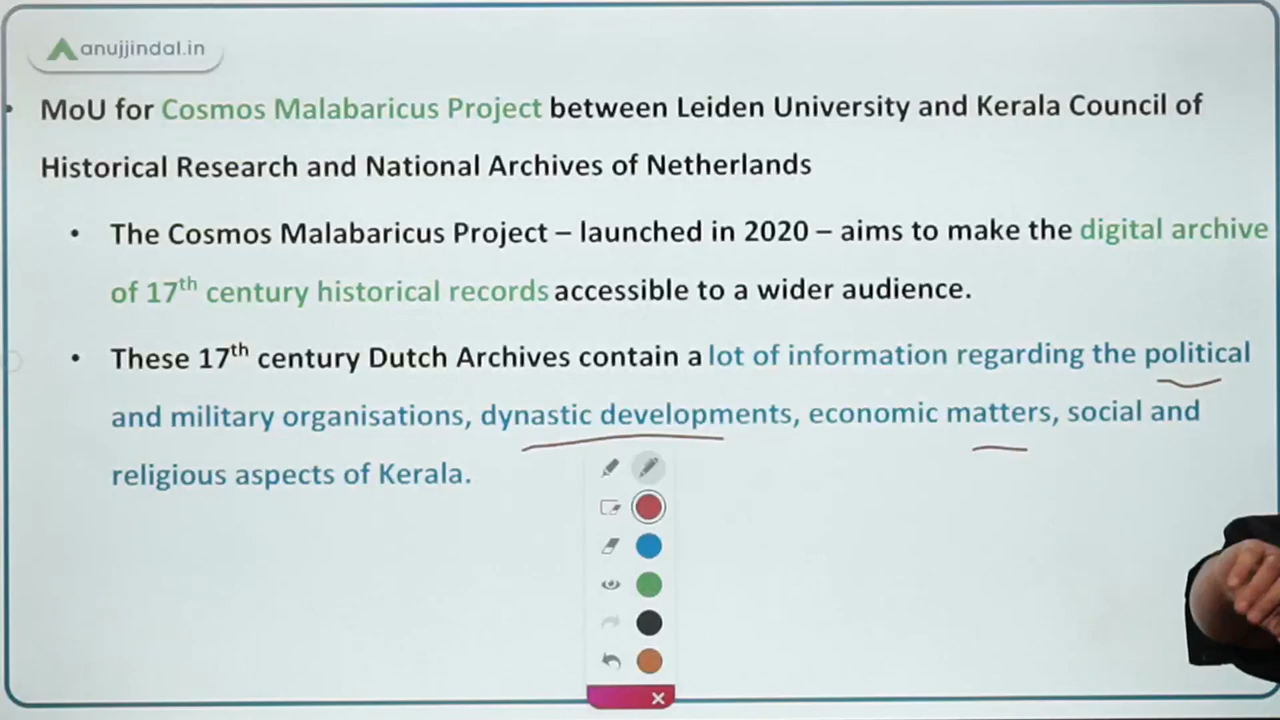 anujjindal.in
• MoU for Cosmos Malabaricus Project between Leiden University and Kerala Council of
Historical Research and National Archives of Netherlands
• The Cosmos Malabaricus Project – launched in 2020 – aims to make the digital archive
of 17th century historical records accessible to a wider audience.
• These 17th century Dutch Archives contain a lot of information regarding the political
and military organisations, dynastic developments, economic matters, social and
religious aspects of Kerala.